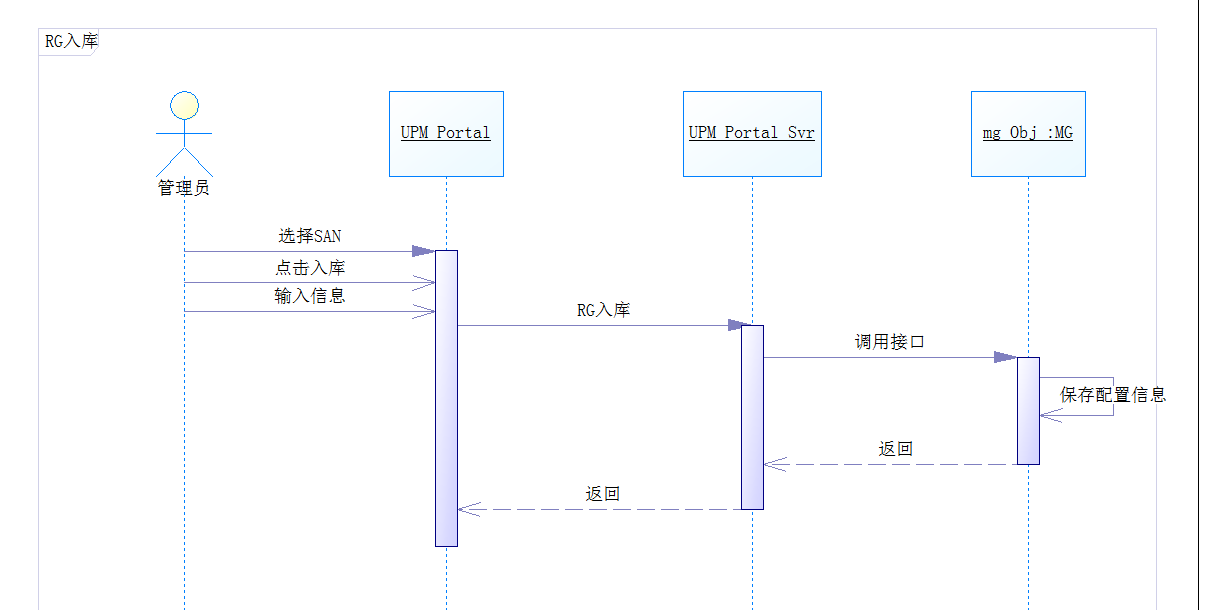 RG入库
UPM Portal
UPM Portal Svr
mg Obj :MG
管理员
选择SAN
点击入库
输入信息
RG入库
调用接口
保存配置信息
返回
返回